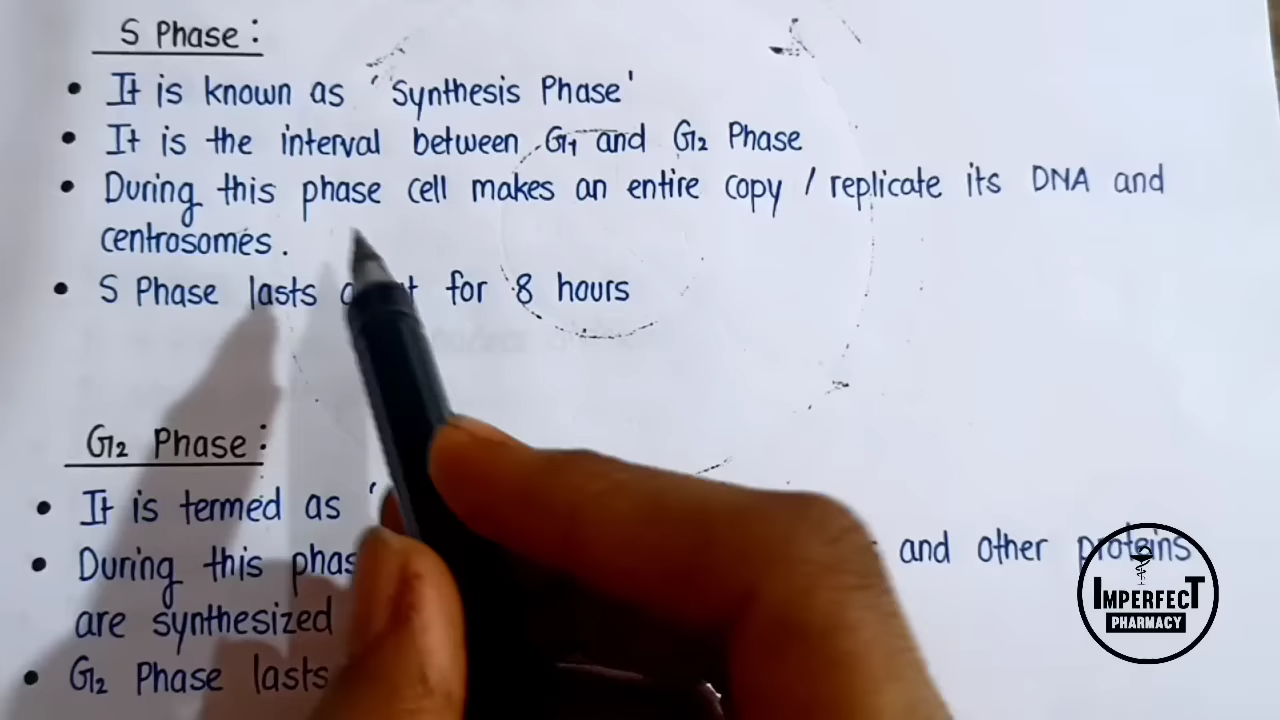 S Phase:
• It is known as 'Synthesis Phase'
• It is the interval between G1 and G2 Phase
• During this phase cell makes an entire copy / replicate its DNA and
centrosomes.
• S Phase lasts for 8 hours
G2 Phase:
• It is termed as '
• During this and other proteins
are synthesized
• G2 Phase lasts
IMPERFECT
PHARMACY